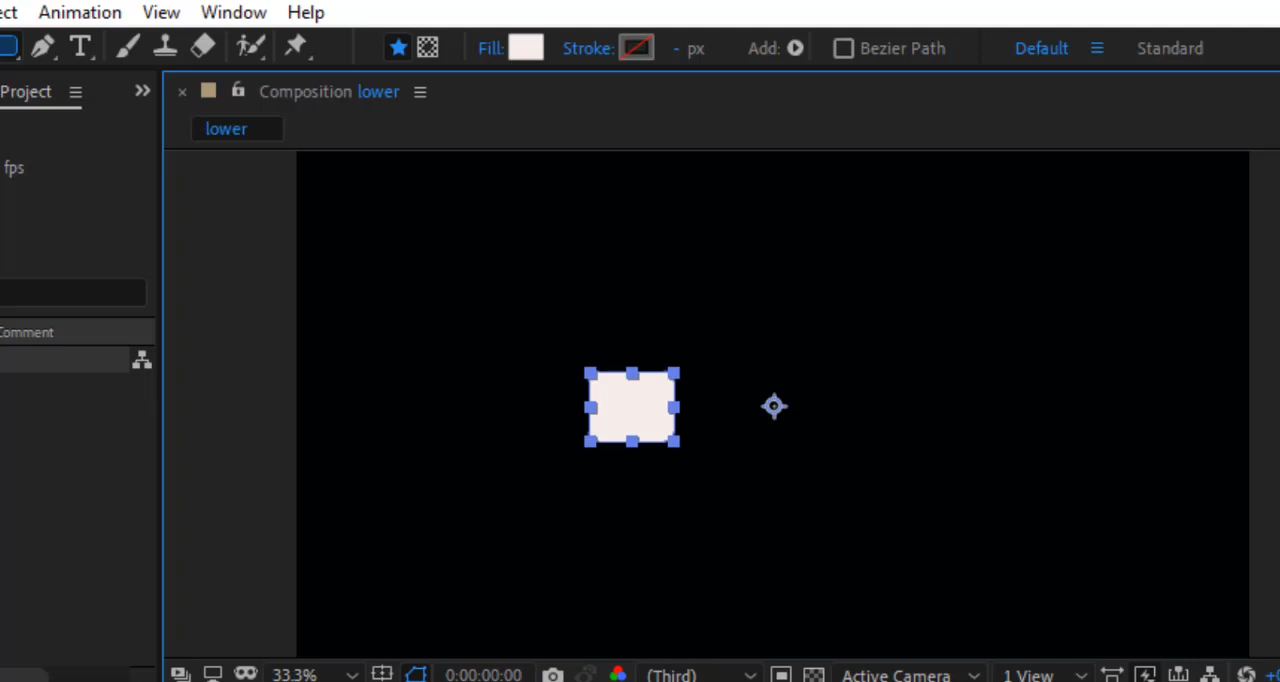 ect Animation View Window Help
T Fill: Stroke: - px Add: Bezier Path Default Standard
Project Composition lower
lower
fps
Comment
33.3% 0:00:00:00 (Third) Active Camera 1 View